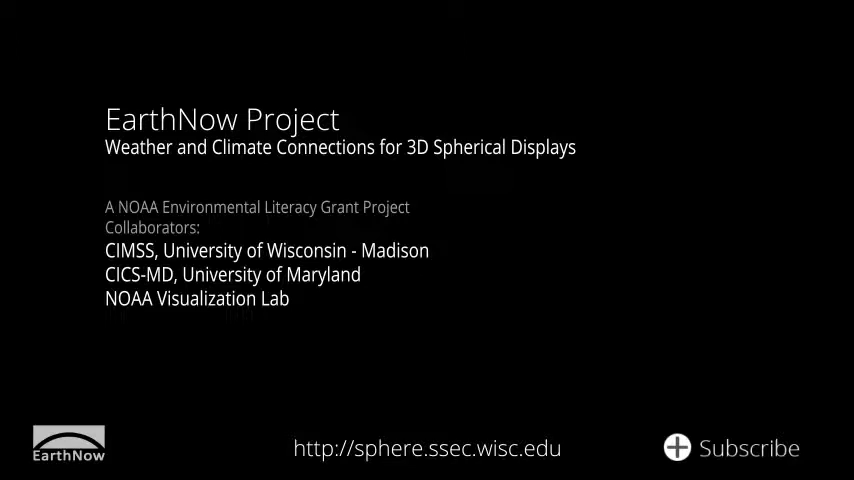 EarthNow Project
Weather and Climate Connections for 3D Spherical Displays
A NOAA Environmental Literacy Grant Project
Collaborators:
CIMSS, University of Wisconsin - Madison
CICS-MD, University of Maryland
NOAA Visualization Lab
EarthNow
http://sphere.ssec.wisc.edu
Subscribe